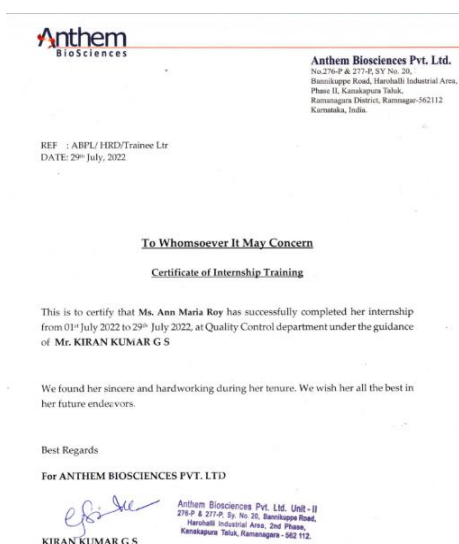 Anthem
BioSciences
Anthem Biosciences Pvt. Ltd.
No.276-P & 277-P, SY No. 20,
Bannikuppe Road, Harohalli Industrial Area,
Phase II, Kanakapura Taluk,
Ramanagara District, Ramnagar-562112
Karnataka, India.
REF : ABPL/ HRD/Trainee Ltr
DATE: 29th July, 2022
To Whomsoever It May Concern
Certificate of Internship Training
This is to certify that Ms. Ann Maria Roy has successfully completed her internship
from 01st July 2022 to 29th July 2022, at Quality Control department under the guidance
of Mr. KIRAN KUMAR G S
We found her sincere and hardworking during her tenure. We wish her all the best in
her future endeavors.
Best Regards
For ANTHEM BIOSCIENCES PVT. LTD
Anthem Biosciences Pvt. Ltd. Unit - II
276-P & 277-P, Sy. No. 20, Bannikuppe Road,
Harohalli Industrial Area, 2nd Phase,
Kanakapura Taluk, Ramanagara - 562 112.
KIRAN KUMAR G S